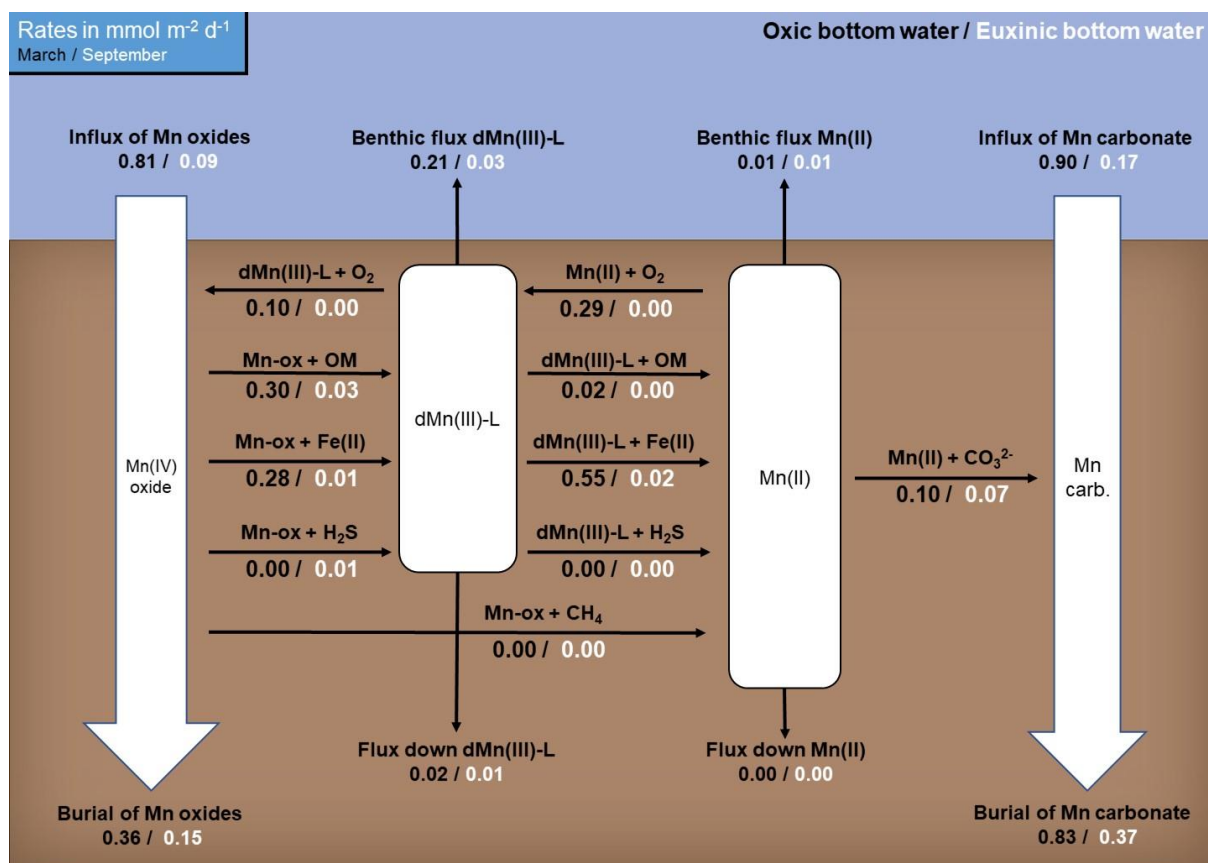 Rates in mmol m⁻² d⁻¹
March / September
Oxic bottom water / Euxinic bottom water
Influx of Mn oxides
0.81 / 0.09
Benthic flux dMn(III)-L
0.21 / 0.03
Benthic flux Mn(II)
0.01 / 0.01
Influx of Mn carbonate
0.90 / 0.17
dMn(III)-L + O₂
0.10 / 0.00
Mn(II) + O₂
0.29 / 0.00
Mn-ox + OM
0.30 / 0.03
dMn(III)-L + OM
0.02 / 0.00
Mn(IV)
oxide
Mn-ox + Fe(II)
0.28 / 0.01
dMn(III)-L
dMn(III)-L + Fe(II)
0.55 / 0.02
Mn(II)
Mn(II) + CO₃²⁻
0.10 / 0.07
Mn
carb.
Mn-ox + H₂S
0.00 / 0.01
dMn(III)-L + H₂S
0.00 / 0.00
Mn-ox + CH₄
0.00 / 0.00
Flux down dMn(III)-L
0.02 / 0.01
Flux down Mn(II)
0.00 / 0.00
Burial of Mn oxides
0.36 / 0.15
Burial of Mn carbonate
0.83 / 0.37